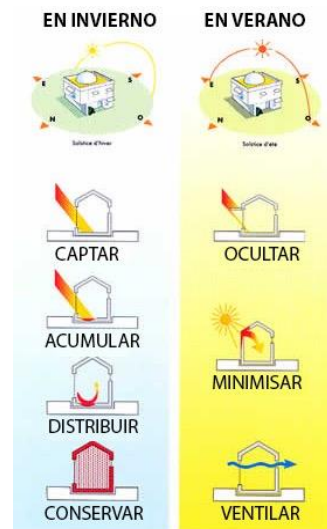 EN INVIERNO
E
S
N
O
Solstice d'hiver
CAPTAR
ACUMULAR
DISTRIBUIR
CONSERVAR
EN VERANO
E
S
N
O
Solstice d'été
OCULTAR
MINIMISAR
VENTILAR